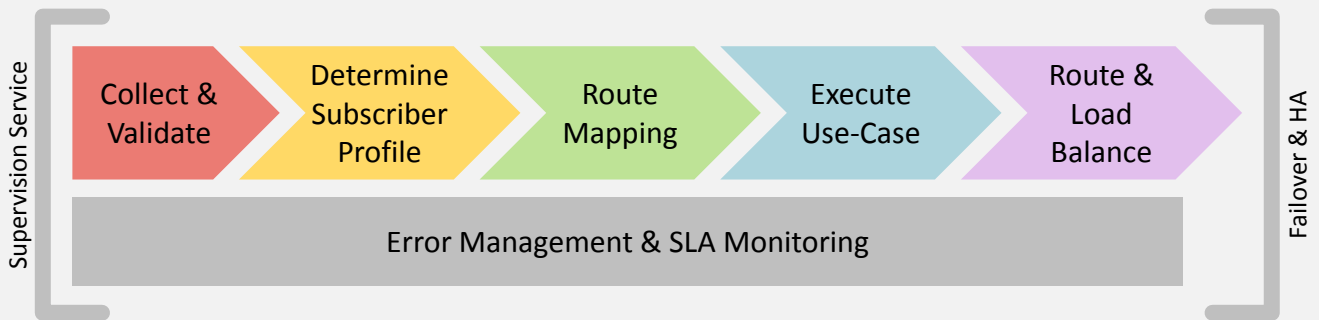 Supervision Service
Collect &
Validate
Determine
Subscriber
Profile
Route
Mapping
Execute
Use-Case
Route &
Load
Balance
Error Management & SLA Monitoring
Failover & HA